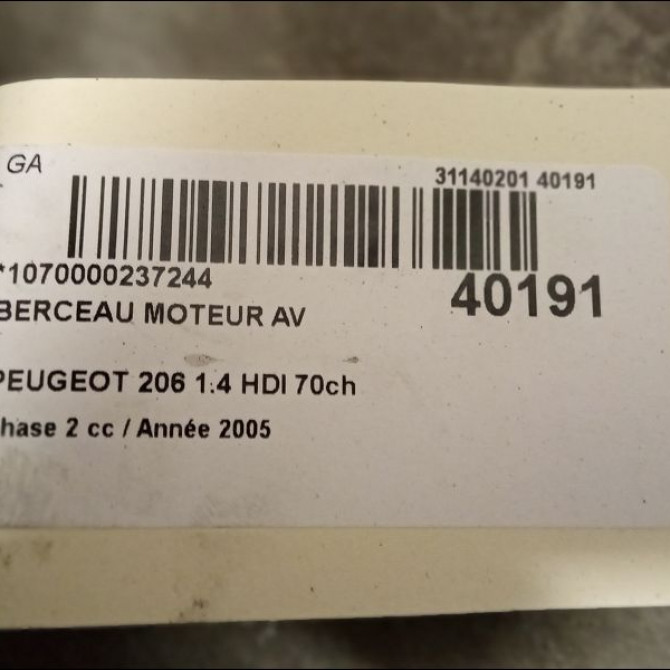 GA
31140201 40191
*1070000237244
40191
BERCEAU MOTEUR AV
PEUGEOT 206 1.4 HDI 70ch
hase 2 cc / Année 2005